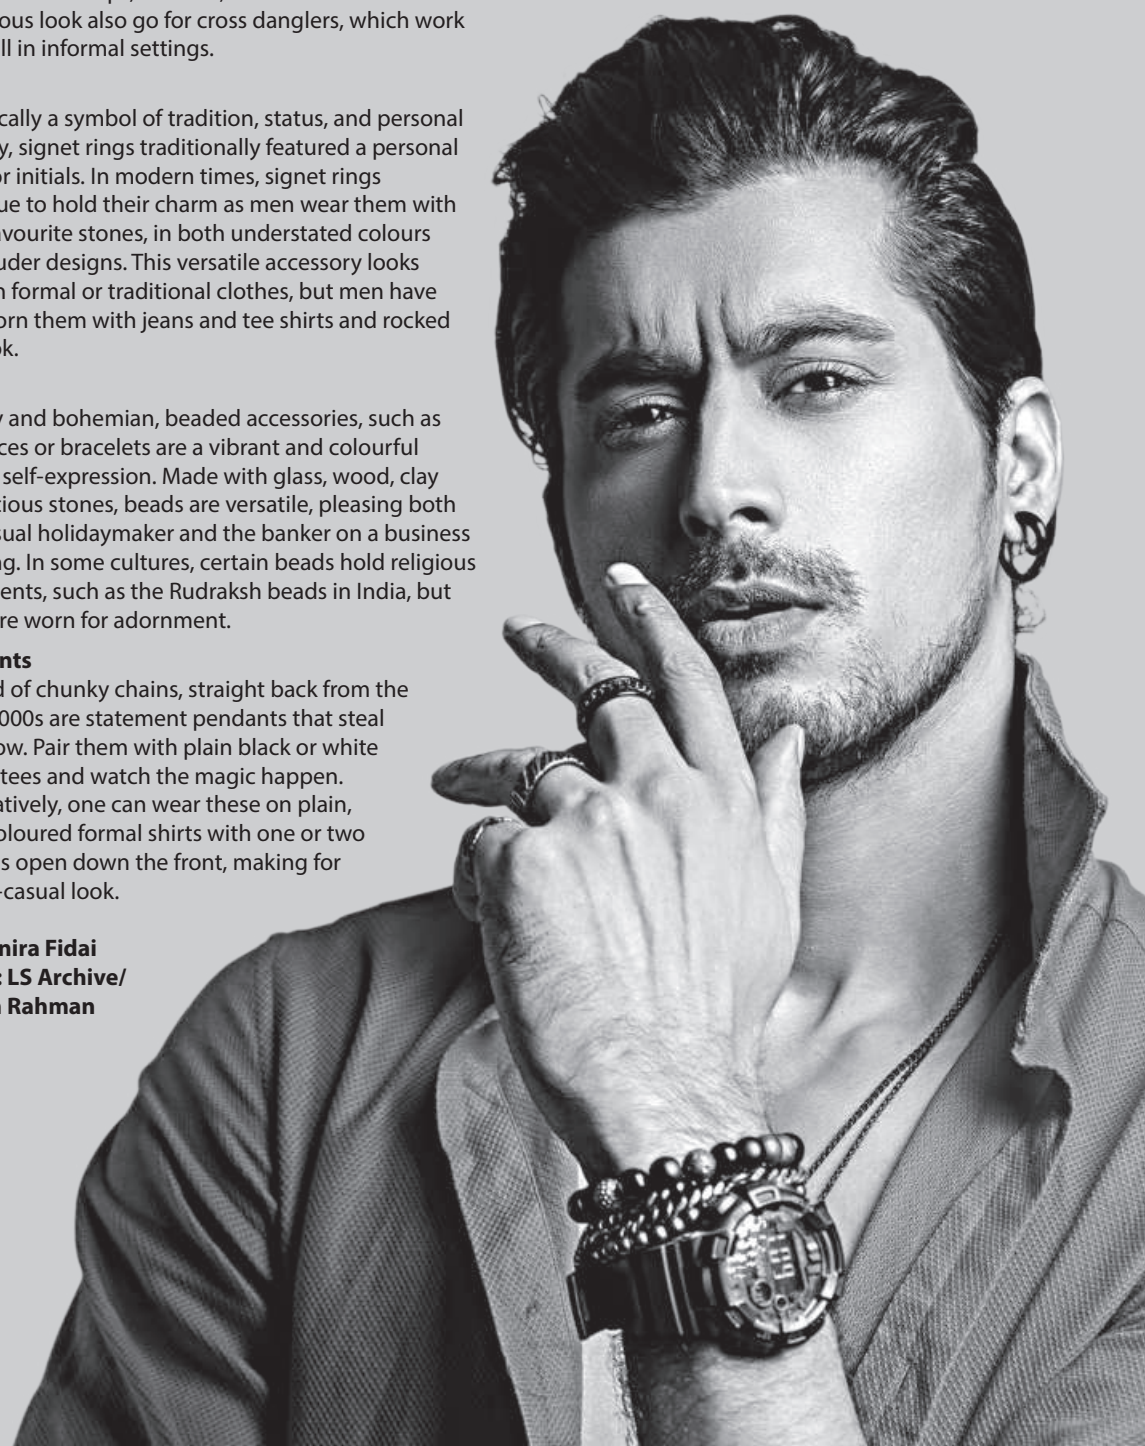 ous look also go for cross danglers, which work
ll in informal settings.
cally a symbol of tradition, status, and personal
y, signet rings traditionally featured a personal
or initials. In modern times, signet rings
ue to hold their charm as men wear them with
avourite stones, in both understated colours
uder designs. This versatile accessory looks
n formal or traditional clothes, but men have
orn them with jeans and tee shirts and rocked
ok.
y and bohemian, beaded accessories, such as
ces or bracelets are a vibrant and colourful
self-expression. Made with glass, wood, clay
cious stones, beads are versatile, pleasing both
sual holidaymaker and the banker on a business
ng. In some cultures, certain beads hold religious
ents, such as the Rudraksh beads in India, but
re worn for adornment.
nts
d of chunky chains, straight back from the
000s are statement pendants that steal
ow. Pair them with plain black or white
tees and watch the magic happen.
atively, one can wear these on plain,
oloured formal shirts with one or two
s open down the front, making for
-casual look.
nira Fidai
: LS Archive/
n Rahman